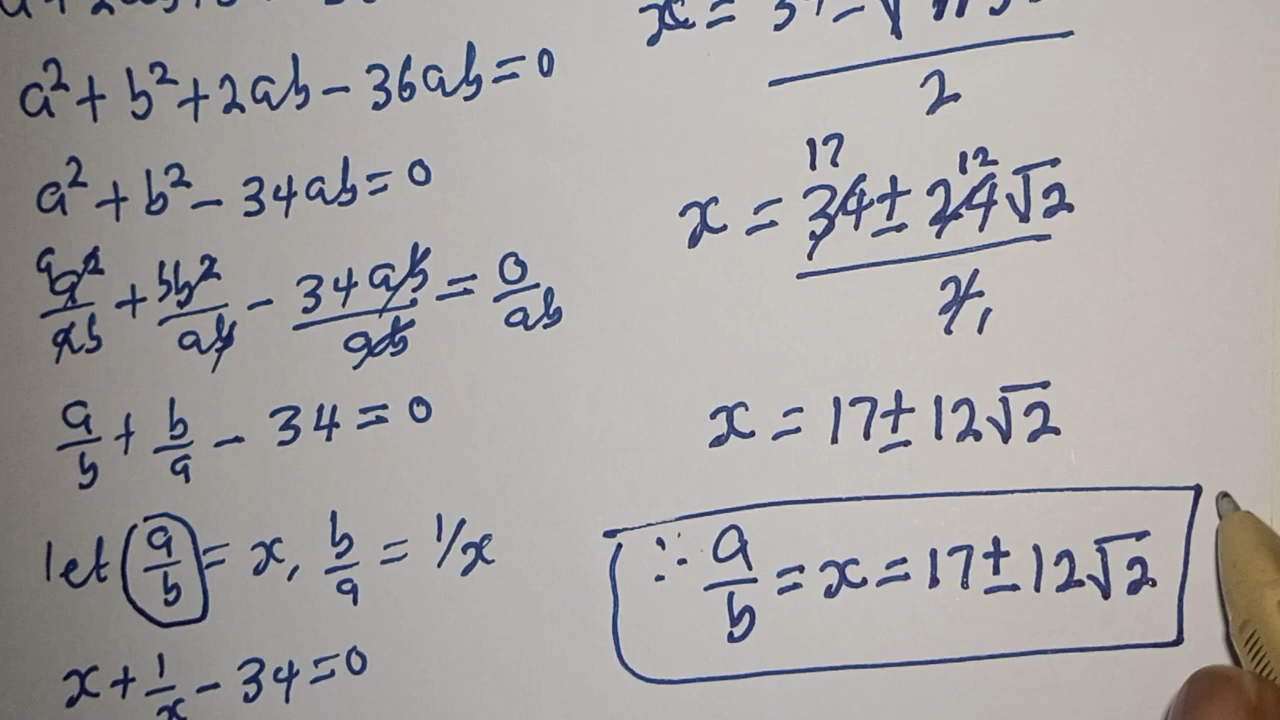 a² + b² + 2ab - 36ab = 0
a² + b² - 34ab = 0
a a²/ab + b b²/ab - 34ab/ab = 0/ab
a/b + b/a - 34 = 0
let a/b = x, b/a = 1/x
x + 1/x - 34 = 0
2
17 12
x = 34 ± 24√2
2 1
x = 17 ± 12√2
∴ a/b = x = 17 ± 12√2